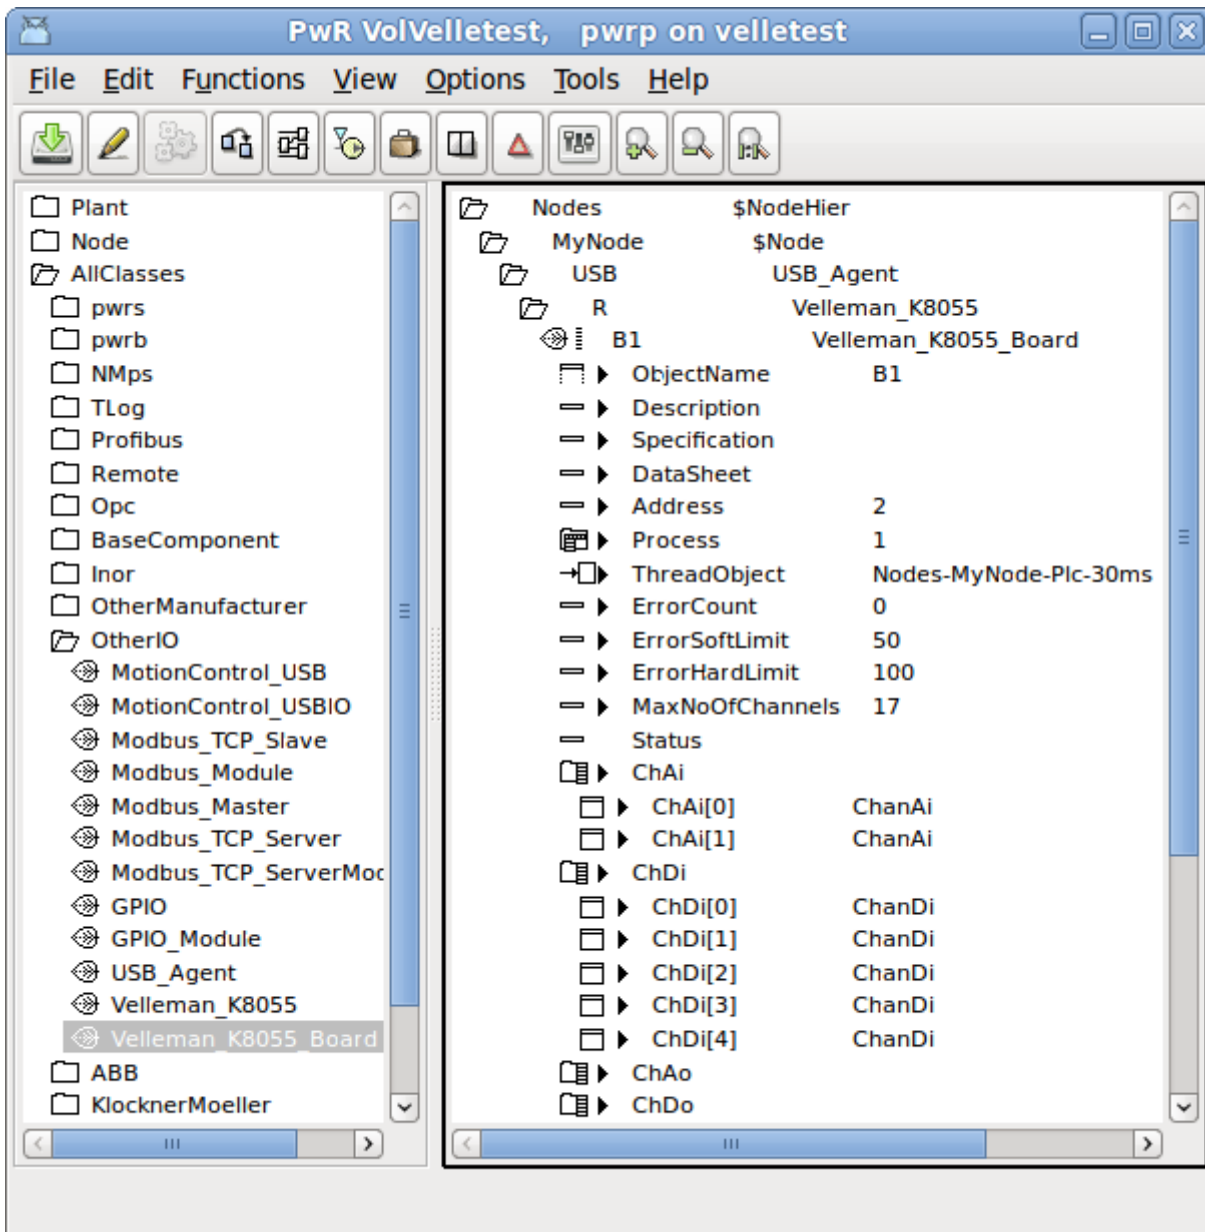 PwR VolVelletest, pwrp on velletest
File Edit Functions View Options Tools Help
Plant
Node
AllClasses
pwrs
pwrb
NMps
TLog
Profibus
Remote
Opc
BaseComponent
Inor
OtherManufacturer
OtherIO
MotionControl_USB
MotionControl_USBIO
Modbus_TCP_Slave
Modbus_Module
Modbus_Master
Modbus_TCP_Server
Modbus_TCP_ServerMoc
GPIO
GPIO_Module
USB_Agent
Velleman_K8055
Velleman_K8055_Board
ABB
KlocknerMoeller
Nodes $NodeHier
MyNode $Node
USB USB_Agent
R Velleman_K8055
B1 Velleman_K8055_Board
ObjectName B1
Description
Specification
DataSheet
Address 2
Process 1
ThreadObject Nodes-MyNode-Plc-30ms
ErrorCount 0
ErrorSoftLimit 50
ErrorHardLimit 100
MaxNoOfChannels 17
Status
ChAi
ChAi[0] ChanAi
ChAi[1] ChanAi
ChDi
ChDi[0] ChanDi
ChDi[1] ChanDi
ChDi[2] ChanDi
ChDi[3] ChanDi
ChDi[4] ChanDi
ChAo
ChDo